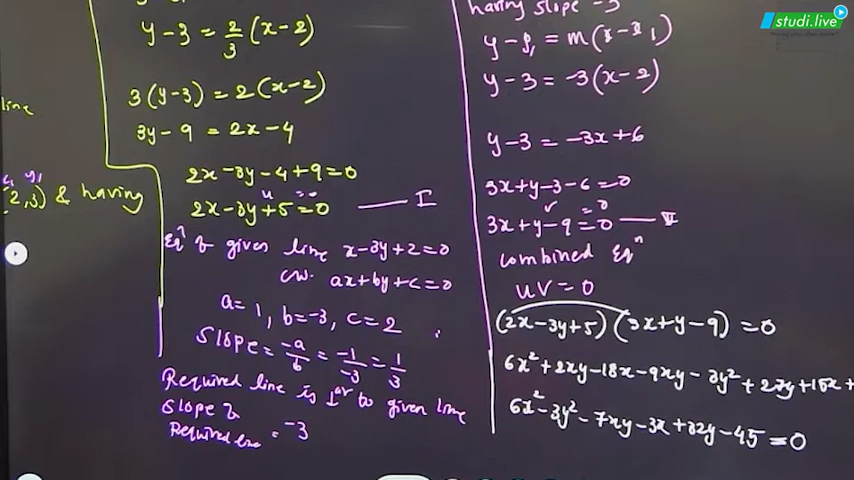 y-3 = 2/3 (x-2)
3(y-3) = 2(x-2)
3y-9 = 2x-4
2x-3y-4+9=0
u =0
2x-3y+5=0 — I
line
x, y,
(2,3) & having
Eqn of given line x-3y+2=0
cw. ax+by+c=0
a=1, b=-3, c=2
Slope = -a/b = -1/-3 = 1/3
Required line is ⊥ar to given line
Slope of
Required line = -3
having slope -3
y-y1 = m(x-x1)
y-3 = -3(x-2)
y-3 = -3x+6
3x+y-3-6=0
v =0
3x+y-9=0 — II
combined Eqn
uv=0
(2x-3y+5)(3x+y-9)=0
6x²+2xy-18x-9xy-3y²+27y+15x+
6x²-3y²-7xy-3x+32y-45=0
studi.live